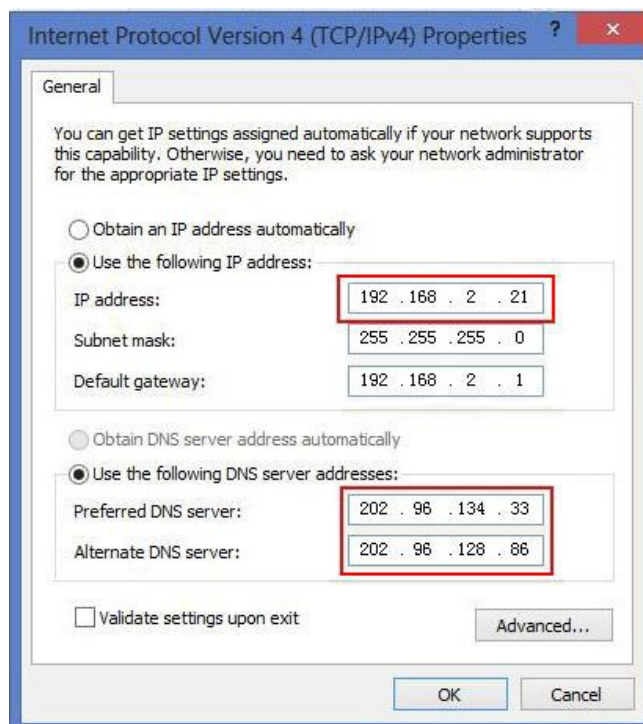 Internet Protocol Version 4 (TCP/IPv4) Properties ?
General
You can get IP settings assigned automatically if your network supports
this capability. Otherwise, you need to ask your network administrator
for the appropriate IP settings.
Obtain an IP address automatically
Use the following IP address:
IP address: 192 . 168 . 2 . 21
Subnet mask: 255 . 255 . 255 . 0
Default gateway: 192 . 168 . 2 . 1
Obtain DNS server address automatically
Use the following DNS server addresses:
Preferred DNS server: 202 . 96 . 134 . 33
Alternate DNS server: 202 . 96 . 128 . 86
Validate settings upon exit
Advanced...
OK Cancel